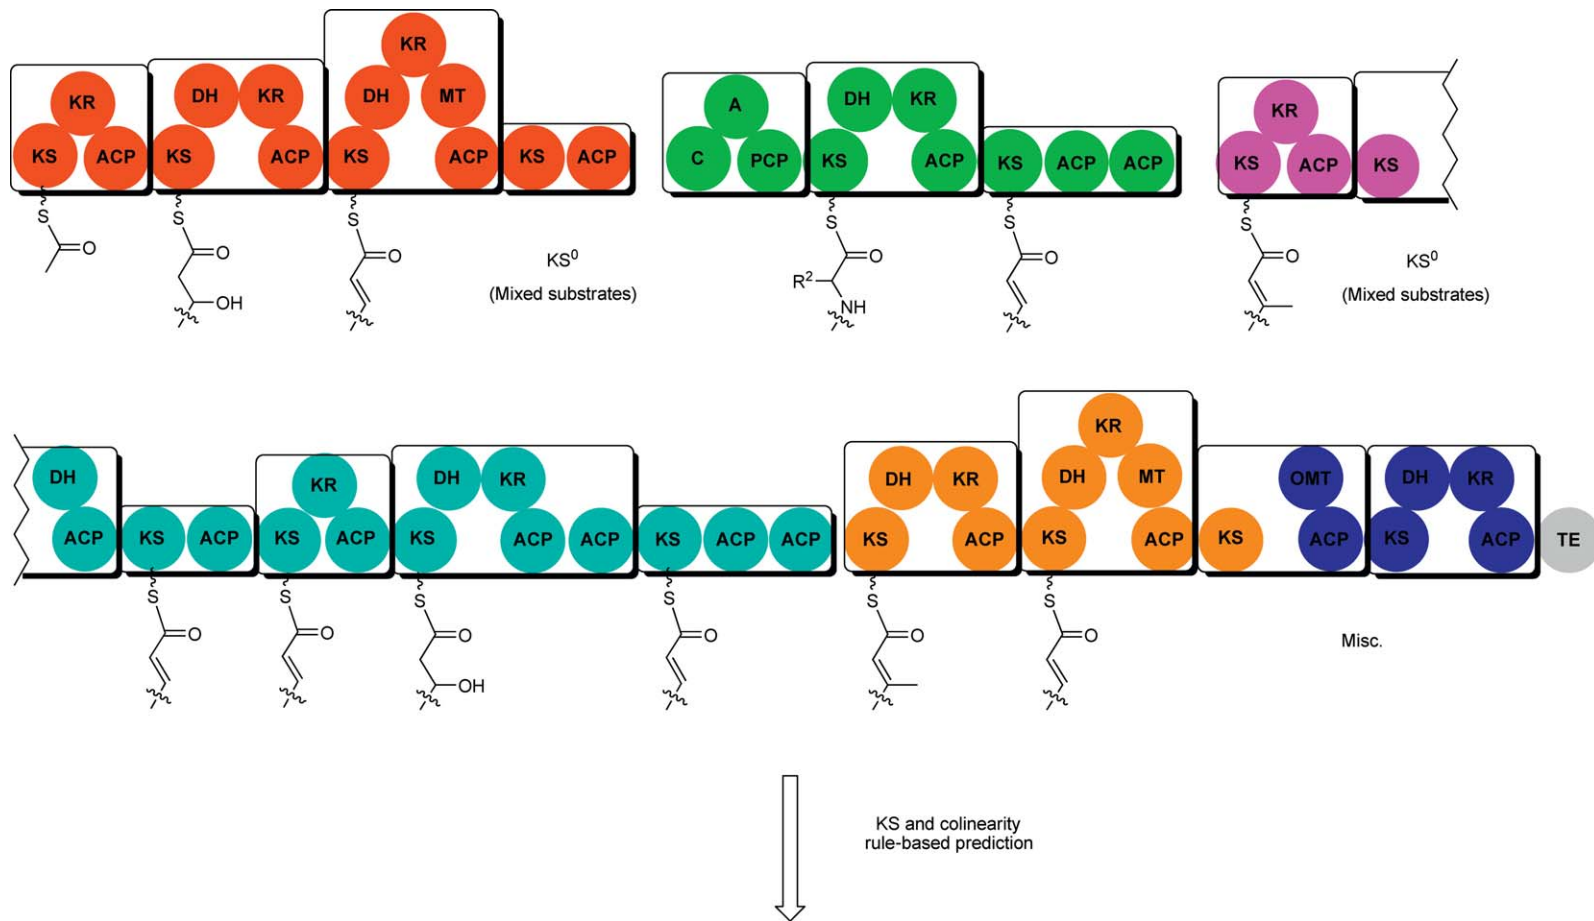 KR
DH KR
DH KR MT
KS ACP
KS ACP
KS ACP
KS ACP
A
C PCP
DH KR
KS ACP
KS ACP ACP
KR
KS ACP
KS
S
O
S
O
OH
S
O
KS⁰
(Mixed substrates)
S
O
R²
NH
S
O
S
O
KS⁰
(Mixed substrates)
DH
ACP
KS ACP
KR
KS ACP
DH KR
KS ACP ACP
KS ACP ACP
DH KR
KS ACP
KR
DH MT
KS ACP
OMT
KS ACP
DH KR
KS ACP
TE
S
O
S
O
S
O
OH
S
O
S
O
S
O
Misc.
KS and colinearity
rule-based prediction